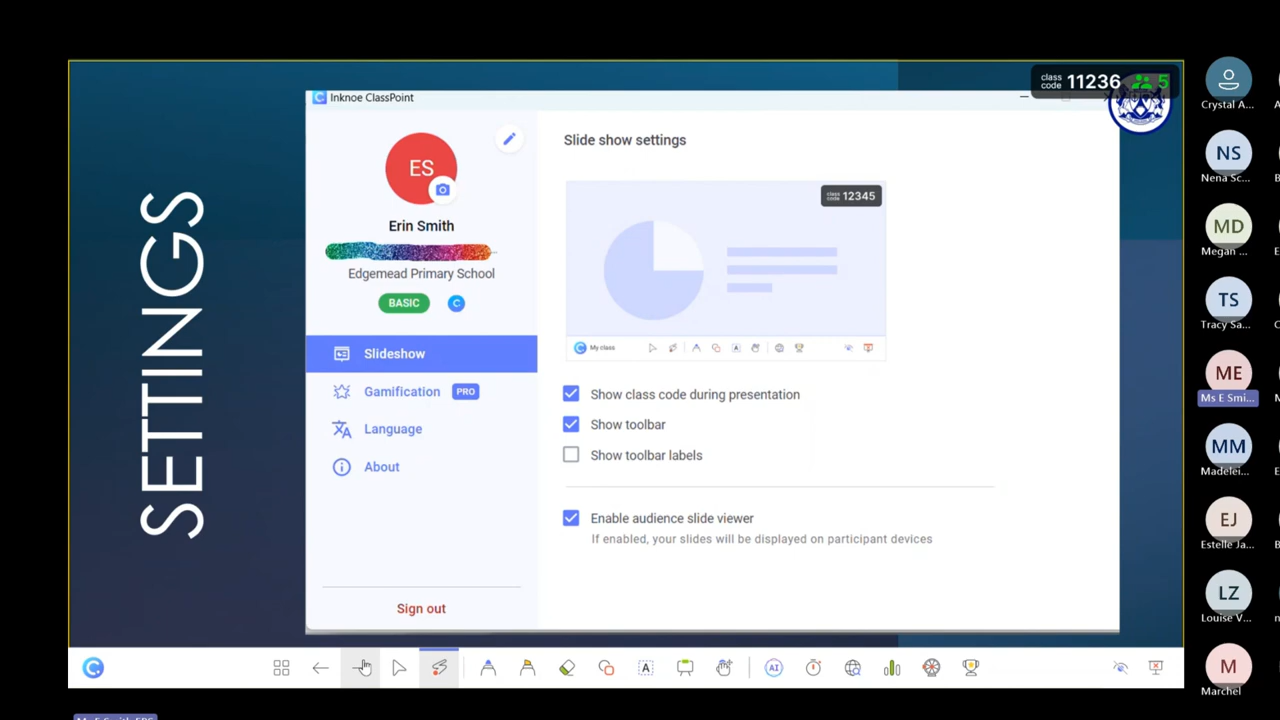 SETTINGS
Inknoe ClassPoint
class code 11236 5
ES
Erin Smith
Edgemead Primary School
BASIC
Slideshow
Gamification PRO
Language
About
Sign out
Slide show settings
class code 12345
My class
Show class code during presentation
Show toolbar
Show toolbar labels
Enable audience slide viewer
If enabled, your slides will be displayed on participant devices
AI
Crystal A...
NS
Nena Sc...
MD
Megan ...
TS
Tracy Sa...
ME
Ms E Smi...
MM
Madelei...
EJ
Estelle Ja...
LZ
Louise V...
M
Marchel